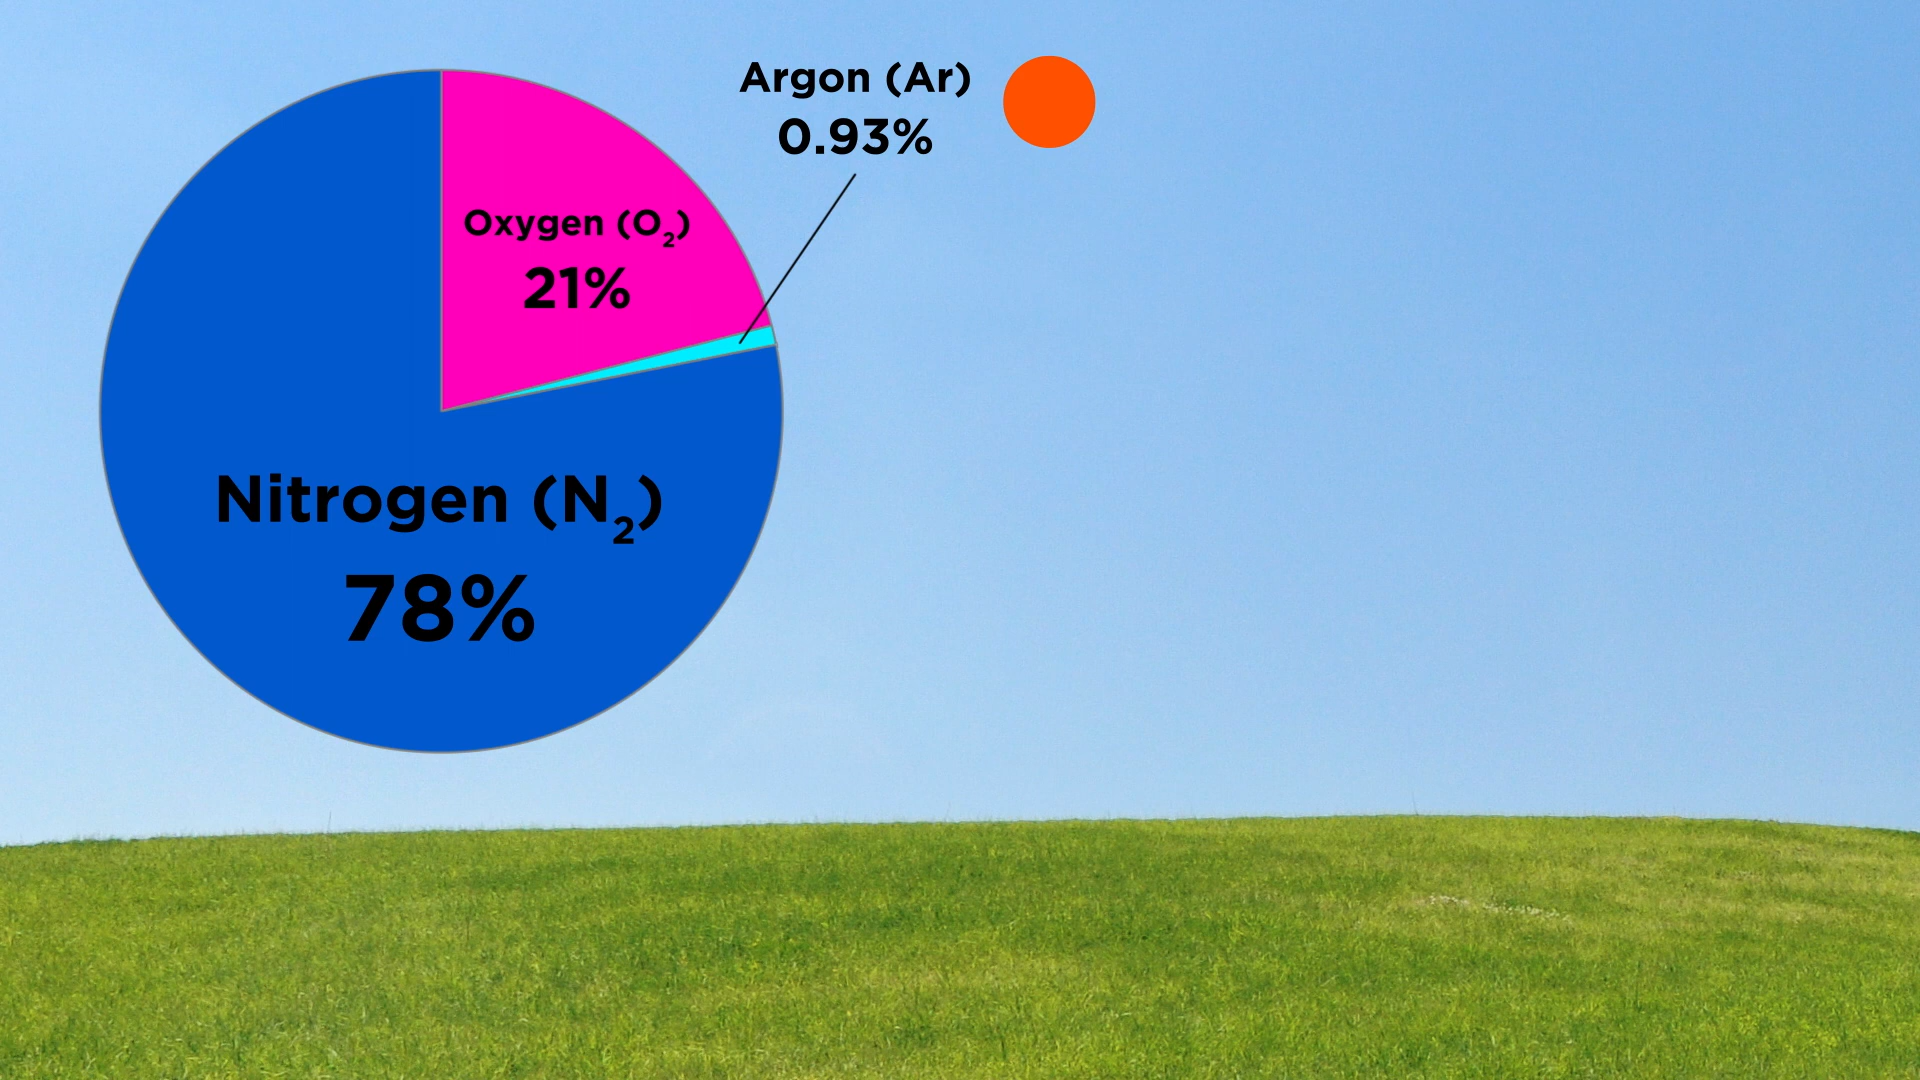 Argon (Ar)
0.93%
Oxygen (O₂)
21%
Nitrogen (N₂)
78%